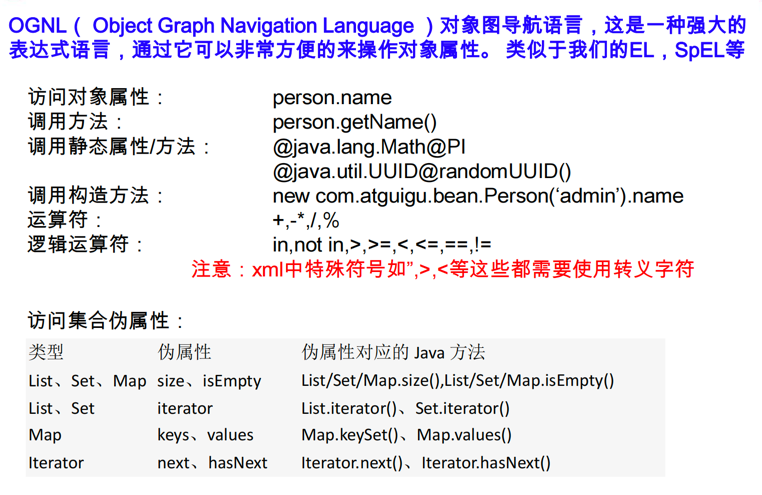 OGNL（ Object Graph Navigation Language ）对象图导航语言，这是一种强大的
表达式语言，通过它可以非常方便的来操作对象属性。 类似于我们的EL，SpEL等
访问对象属性： person.name
调用方法： person.getName()
调用静态属性/方法： @java.lang.Math@PI
@java.util.UUID@randomUUID()
调用构造方法： new com.atguigu.bean.Person(‘admin’).name
运算符： +,-*,/,%
逻辑运算符： in,not in,>,>=,<,<=,==,!=
注意：xml中特殊符号如”,>,<等这些都需要使用转义字符
访问集合伪属性：
类型 伪属性 伪属性对应的 Java 方法
List、Set、Map size、isEmpty List/Set/Map.size(),List/Set/Map.isEmpty()
List、Set iterator List.iterator()、Set.iterator()
Map keys、values Map.keySet()、Map.values()
Iterator next、hasNext Iterator.next()、Iterator.hasNext()